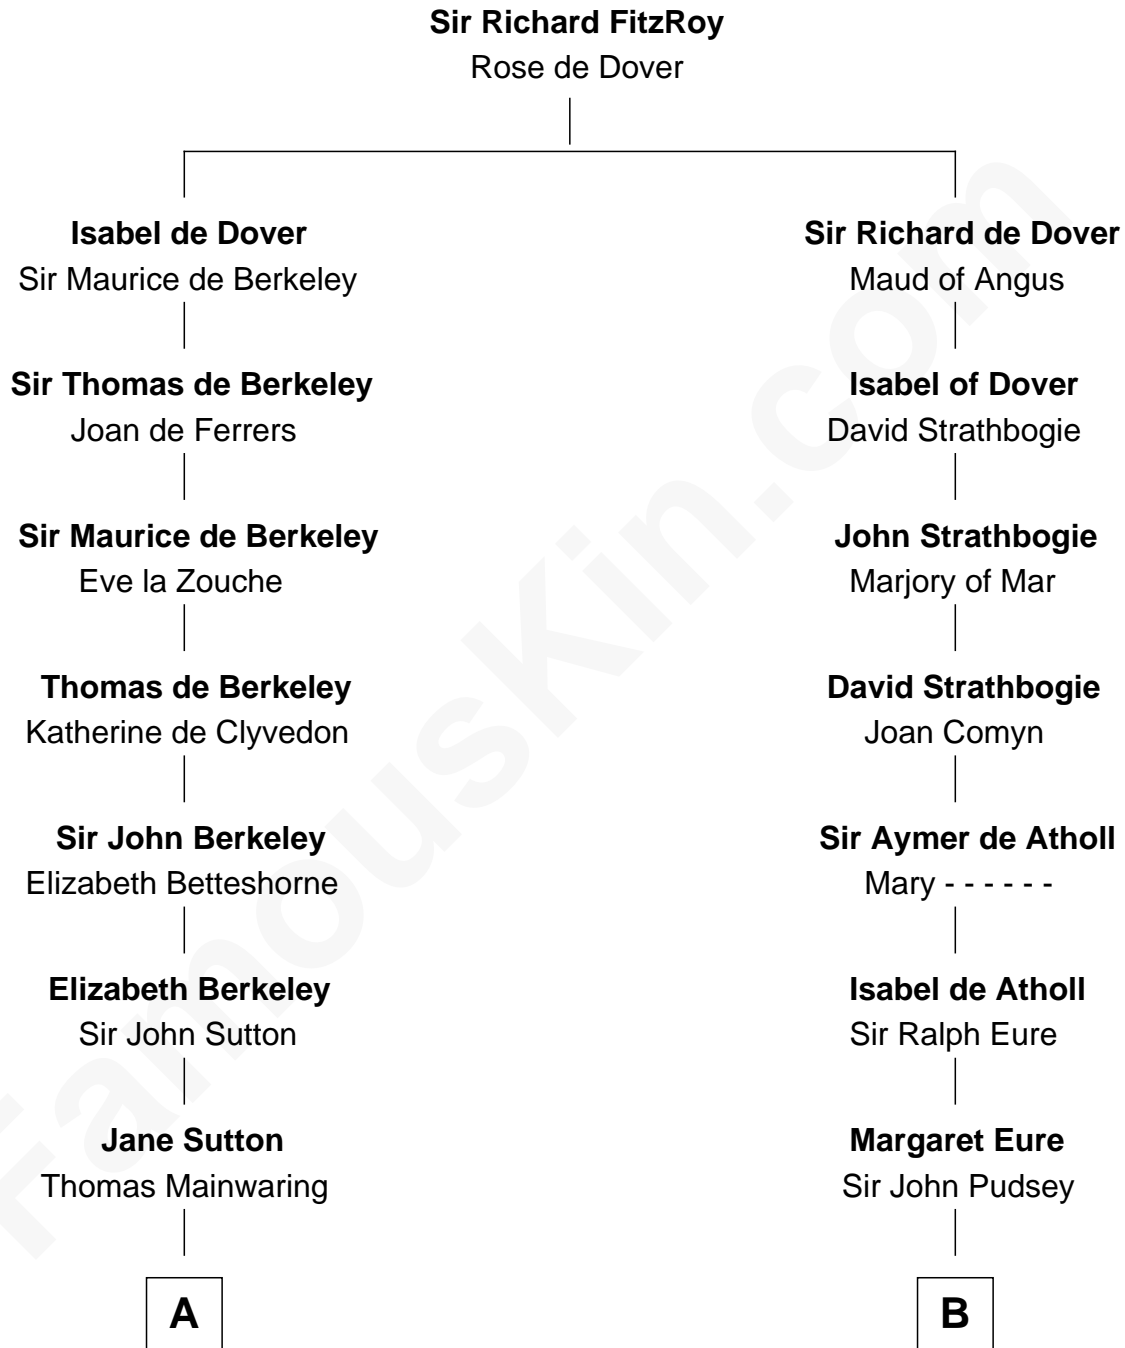 Sir Richard FitzRoy
Rose de Dover
Isabel de Dover
Sir Maurice de Berkeley
Sir Thomas de Berkeley
Joan de Ferrers
Sir Maurice de Berkeley
Eve la Zouche
Thomas de Berkeley
Katherine de Clyvedon
Sir John Berkeley
Elizabeth Betteshorne
Elizabeth Berkeley
Sir John Sutton
Jane Sutton
Thomas Mainwaring
A
Sir Richard de Dover
Maud of Angus
Isabel of Dover
David Strathbogie
John Strathbogie
Marjory of Mar
David Strathbogie
Joan Comyn
Sir Aymer de Atholl
Mary - - - - - -
Isabel de Atholl
Sir Ralph Eure
Margaret Eure
Sir John Pudsey
B
FamousKin.com